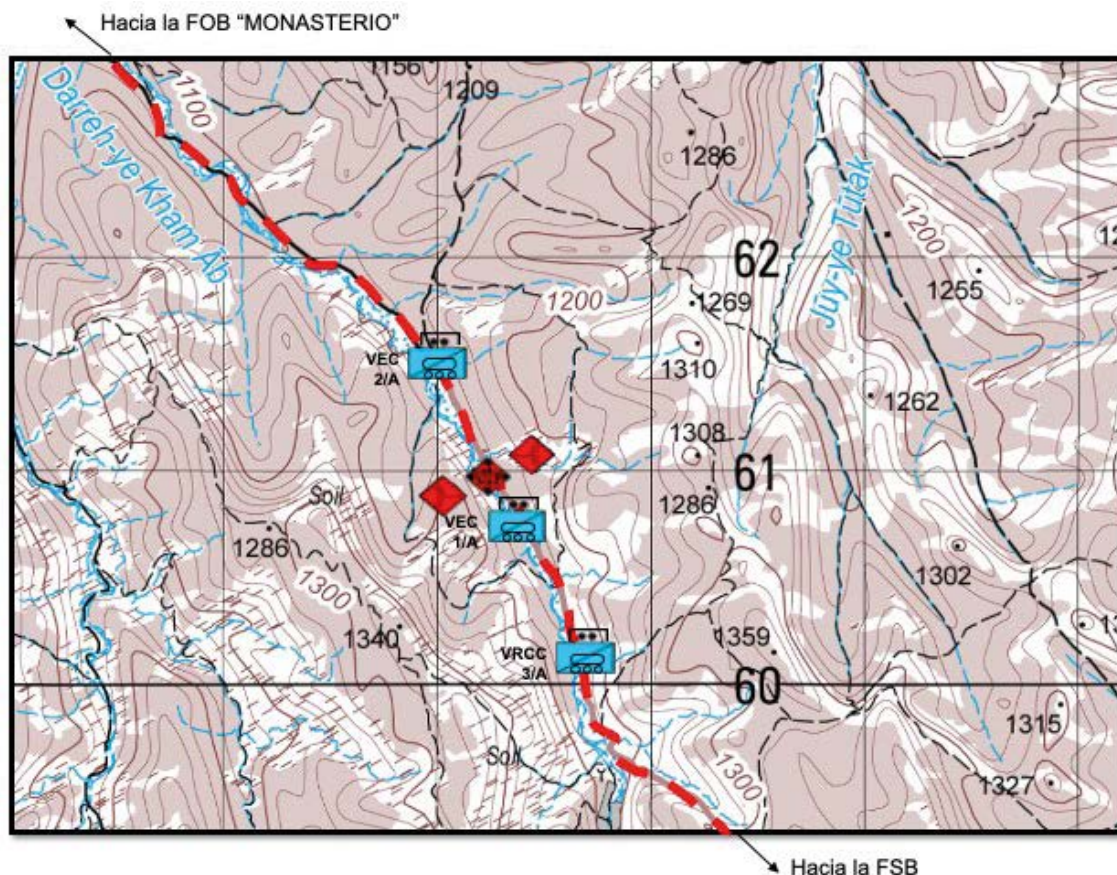 Hacia la FOB “MONASTERIO”
Darreh-ye Kham Ab
1100
1156
1209
1286
Juy-ye Tutak
1200
62
1269
1200
1255
VEC
2/A
1310
1262
1308
61
Soil
1286
VEC
1/A
1286
1300
1302
1340
VRCC
3/A
1359
60
1315
Soil
1300
1327
Hacia la FSB